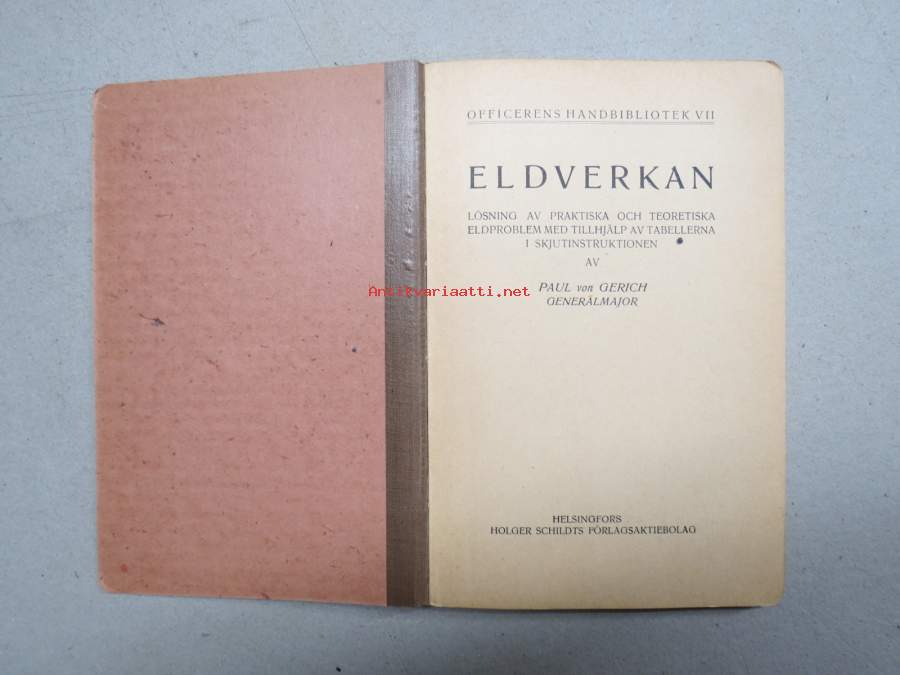 OFFICERENS HANDBIBLIOTEK VII
ELDVERKAN
LÖSNING AV PRAKTISKA OCH TEORETISKA
ELDPROBLEM MED TILLHJÄLP AV TABELLERNA
I SKJUTINSTRUKTIONEN
AV
PAUL von GERICH
GENERALMAJOR
Antikvariaatti.net
HELSINGFORS
HOLGER SCHILDTS FÖRLAGSAKTIEBOLAG